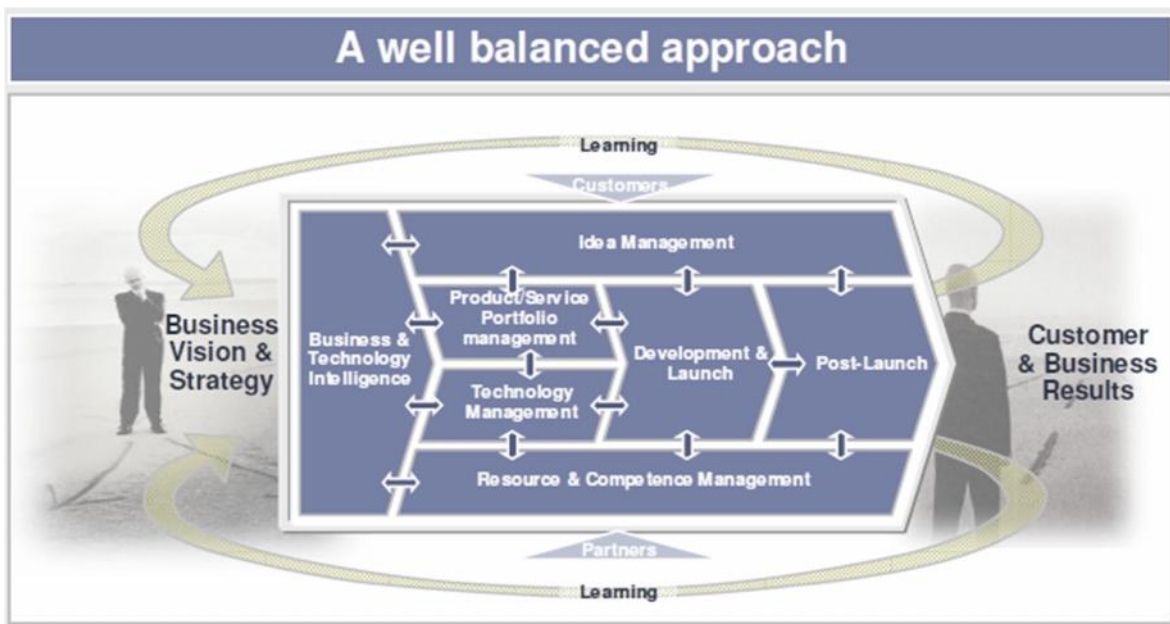 A well balanced approach
Learning
Customers
Idea Management
Product/Service
Portfolio
management
Business
Vision &
Strategy
Business &
Technology
Intelligence
Development &
Launch
Post-Launch
Customer
& Business
Results
Technology
Management
Resource & Competence Management
Partners
Learning